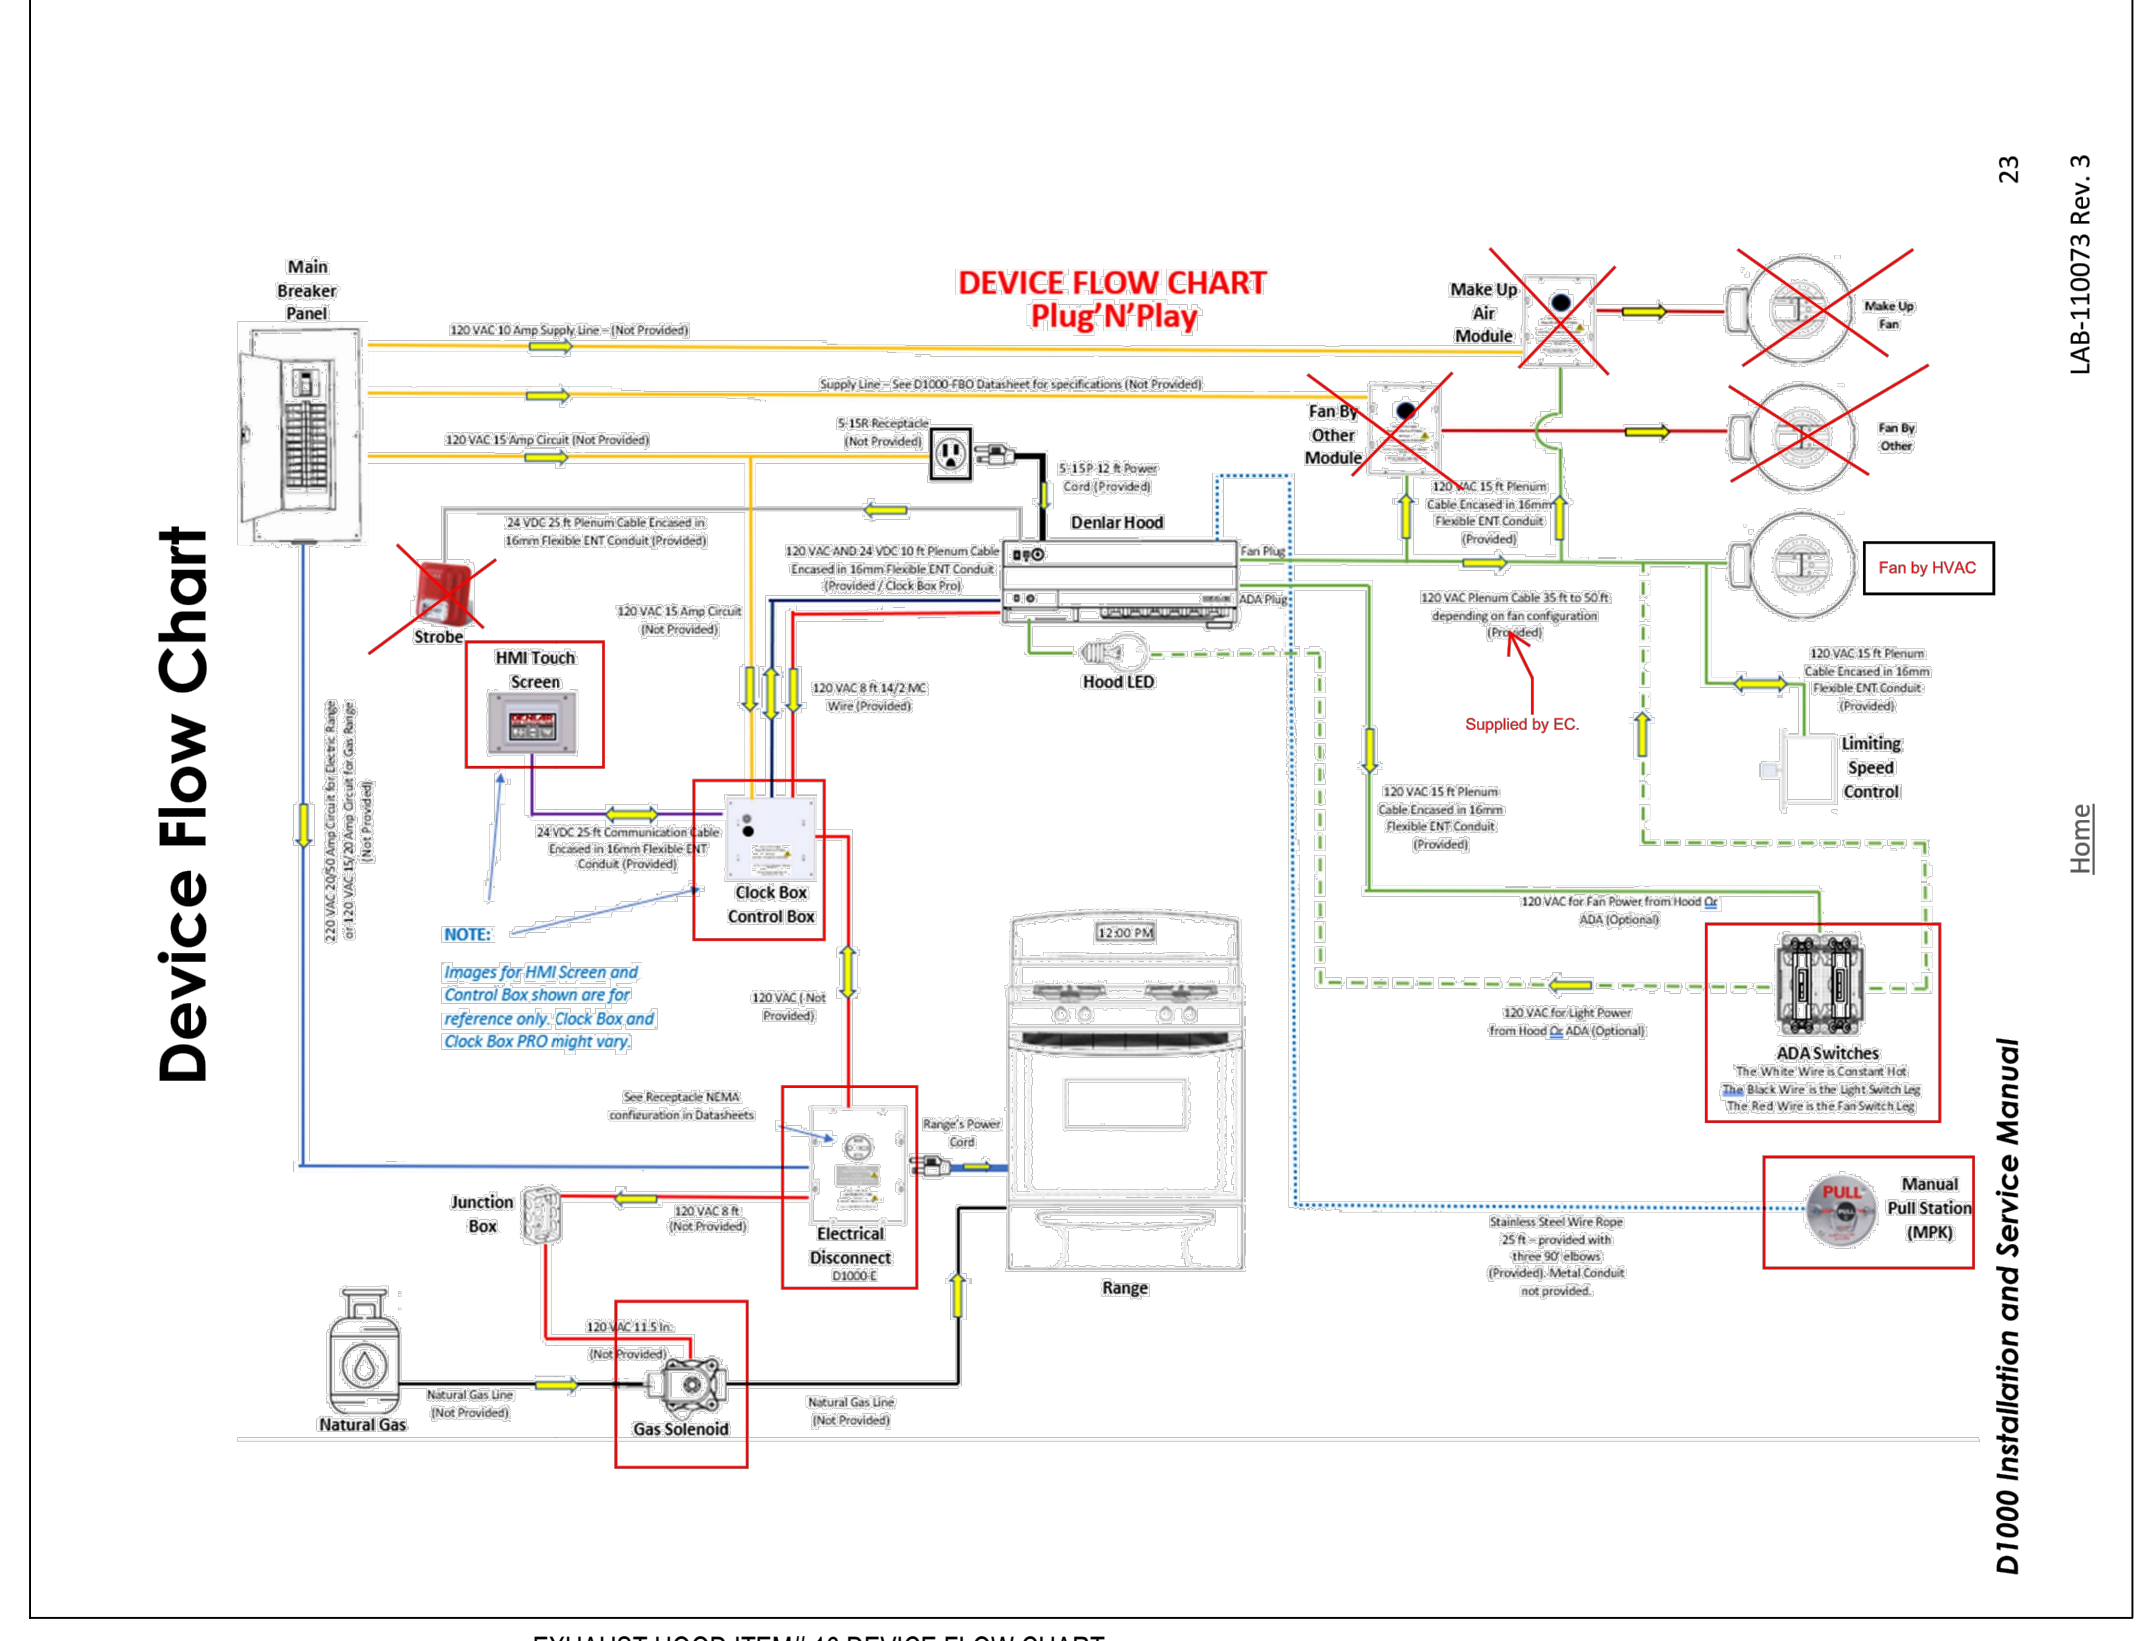 Device Flow Chart
DEVICE FLOW CHART
Plug'N'Play
Main
Breaker
Panel
120 VAC 10 Amp Supply Line – (Not Provided)
Supply Line – See D1000-FBO Datasheet for specifications (Not Provided)
120 VAC 15 Amp Circuit (Not Provided)
5-15R Receptacle
(Not Provided)
5-15P 12 ft Power
Cord (Provided)
Make Up
Air
Module
Make Up
Fan
Fan By
Other
Module
Fan By
Other
120 VAC 15 ft Plenum
Cable Encased in 16mm
Flexible ENT Conduit
(Provided)
24 VDC 25 ft Plenum Cable Encased in
16mm Flexible ENT Conduit (Provided)
Strobe
Denlar Hood
120 VAC AND 24 VDC 10 ft Plenum Cable
Encased in 16mm Flexible ENT Conduit
(Provided / Clock Box Pro)
Fan Plug
ADA Plug
Fan by HVAC
120 VAC Plenum Cable 35 ft to 50 ft
depending on fan configuration
(Provided)
Supplied by EC.
120 VAC 15 Amp Circuit
(Not Provided)
Hood LED
120 VAC 8 ft 14/2 MC
Wire (Provided)
120 VAC 15 ft Plenum
Cable Encased in 16mm
Flexible ENT Conduit
(Provided)
Limiting
Speed
Control
HMI Touch
Screen
DENLAR
24 VDC 25 ft Communication Cable
Encased in 16mm Flexible ENT
Conduit (Provided)
Clock Box
Control Box
220 VAC 20/50 Amp Circuit for Electric Range
or 120 VAC 15/20 Amp Circuit for Gas Range
(Not Provided)
NOTE:
Images for HMI Screen and
Control Box shown are for
reference only. Clock Box and
Clock Box PRO might vary.
120 VAC ( Not
Provided)
120 VAC 15 ft Plenum
Cable Encased in 16mm
Flexible ENT Conduit
(Provided)
120 VAC for Fan Power from Hood Or
ADA (Optional)
120 VAC for Light Power
from Hood Or ADA (Optional)
ADA Switches
The White Wire is Constant Hot
The Black Wire is the Light Switch Leg
The Red Wire is the Fan Switch Leg
12:00 PM
See Receptacle NEMA
configuration in Datasheets
Range's Power
Cord
Electrical
Disconnect
D1000-E
Junction
Box
120 VAC 8 ft
(Not Provided)
Range
PULL
Manual
Pull Station
(MPK)
Stainless Steel Wire Rope
25 ft – provided with
three 90' elbows
(Provided). Metal Conduit
not provided.
120 VAC 11.5 In.
(Not Provided)
Natural Gas
Natural Gas Line
(Not Provided)
Gas Solenoid
Natural Gas Line
(Not Provided)
D1000 Installation and Service Manual
23
Home
LAB-110073 Rev. 3
EXHAUST HOOD ITEM# 10 DEVICE FLOW CHART